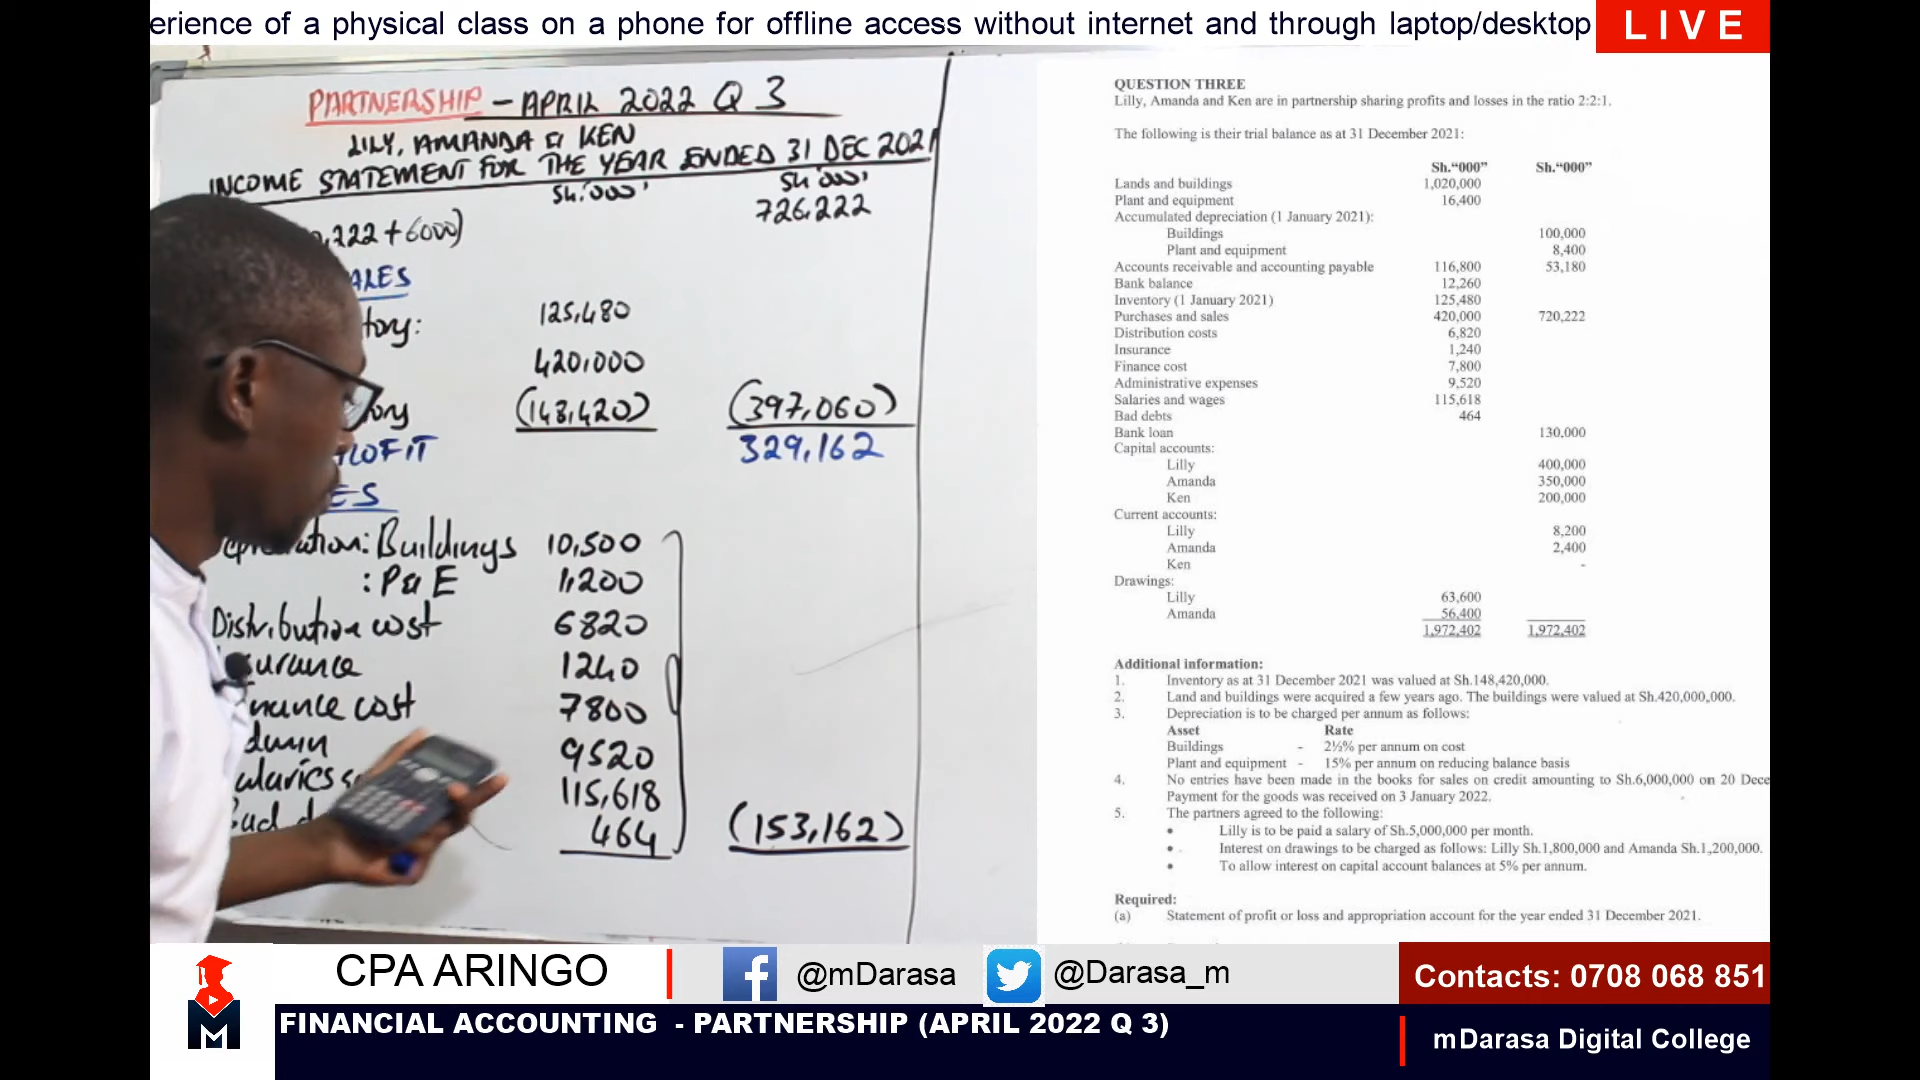 erience of a physical class on a phone for offline access without internet and through laptop/desktop
LIVE
PARTNERSHIP - APRIL 2022 Q 3
LILY, AMANDA & KEN
INCOME STATEMENT FOR THE YEAR ENDED 31 DEC 2021
Sh.'000' Sh.'000'
726,222
,222 + 6000)
ALES
tory: 125,480
420,000
ory (148,420) (397,060)
OFIT 329,162
ES
Buildings 10,500
: P & E 1,200
Distribution cost 6820
surance 1240
nance cost 7800
dmin 9520
alaries 115,618
464 (153,162)
QUESTION THREE
Lilly, Amanda and Ken are in partnership sharing profits and losses in the ratio 2:2:1.
The following is their trial balance as at 31 December 2021:
Sh."000" Sh."000"
Lands and buildings 1,020,000
Plant and equipment 16,400
Accumulated depreciation (1 January 2021):
Buildings 100,000
Plant and equipment 8,400
Accounts receivable and accounting payable 116,800 53,180
Bank balance 12,260
Inventory (1 January 2021) 125,480
Purchases and sales 420,000 720,222
Distribution costs 6,820
Insurance 1,240
Finance cost 7,800
Administrative expenses 9,520
Salaries and wages 115,618
Bad debts 464
Bank loan 130,000
Capital accounts:
Lilly 400,000
Amanda 350,000
Ken 200,000
Current accounts:
Lilly 8,200
Amanda 2,400
Ken -
Drawings:
Lilly 63,600
Amanda 56,400
1,972,402 1,972,402
Additional information:
1. Inventory as at 31 December 2021 was valued at Sh.148,420,000.
2. Land and buildings were acquired a few years ago. The buildings were valued at Sh.420,000,000.
3. Depreciation is to be charged per annum as follows:
Asset Rate
Buildings - 2½% per annum on cost
Plant and equipment - 15% per annum on reducing balance basis
4. No entries have been made in the books for sales on credit amounting to Sh.6,000,000 on 20 Dece
Payment for the goods was received on 3 January 2022.
5. The partners agreed to the following:
• Lilly is to be paid a salary of Sh.5,000,000 per month.
• Interest on drawings to be charged as follows: Lilly Sh.1,800,000 and Amanda Sh.1,200,000.
• To allow interest on capital account balances at 5% per annum.
Required:
(a) Statement of profit or loss and appropriation account for the year ended 31 December 2021.
M
CPA ARINGO
@mDarasa
@Darasa_m
Contacts: 0708 068 851
FINANCIAL ACCOUNTING - PARTNERSHIP (APRIL 2022 Q 3)
mDarasa Digital College